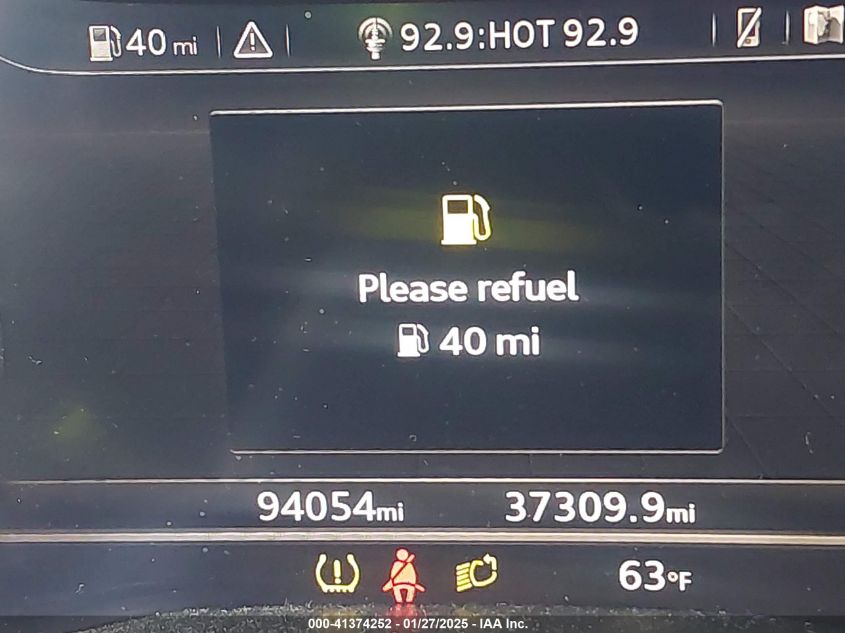 40 mi 92.9:HOT 92.9
Please refuel
40 mi
94054mi 37309.9mi
63°F
000-41374252 - 01/27/2025 - IAA Inc.